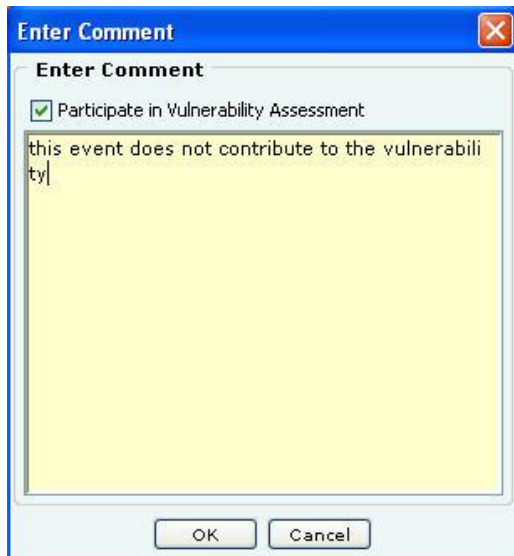 Enter Comment
Enter Comment
Participate in Vulnerability Assessment
this event does not contribute to the vulnerabili
ty
OK
Cancel